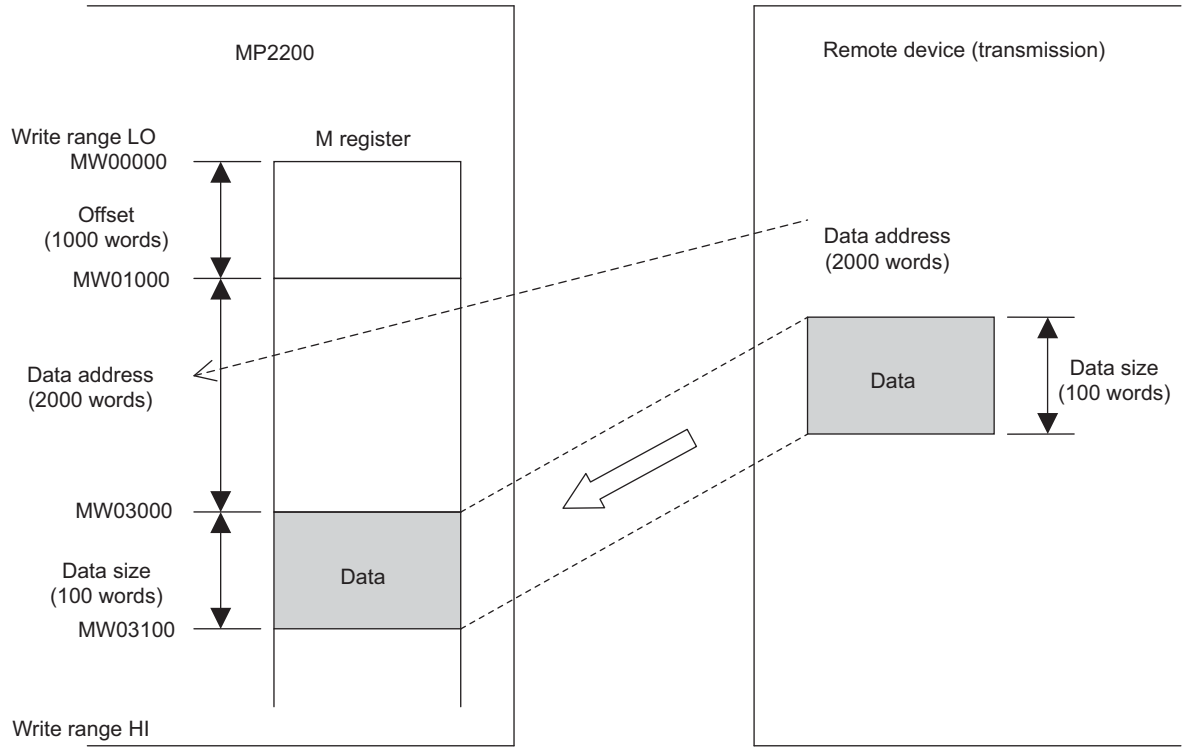 MP2200
Remote device (transmission)
Write range LO
M register
MW00000
Offset
(1000 words)
MW01000
Data address
(2000 words)
Data address
(2000 words)
Data
Data size
(100 words)
MW03000
Data size
(100 words)
Data
MW03100
Write range HI